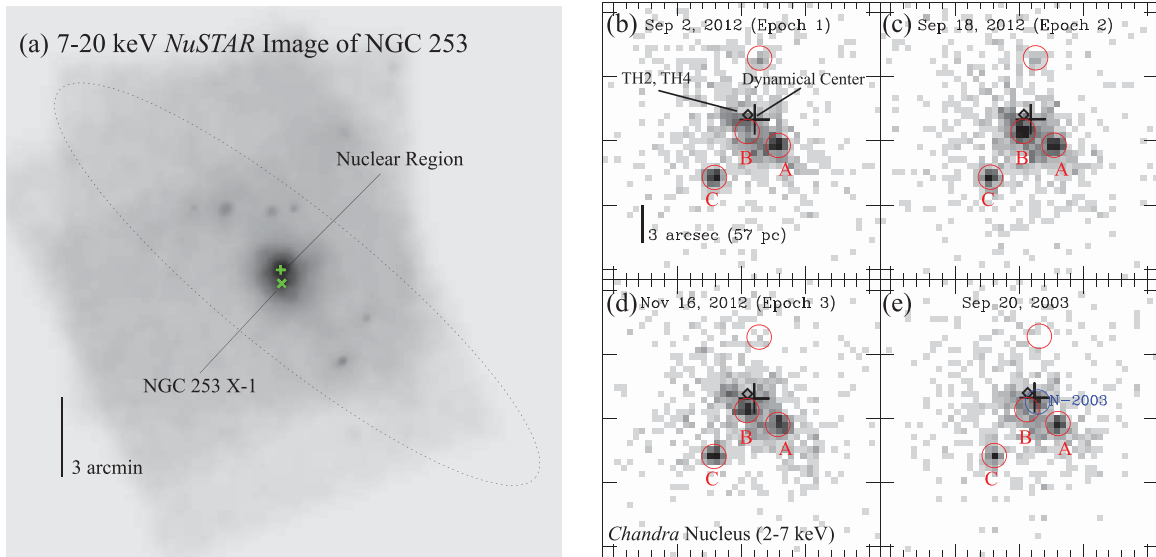 (a) 7-20 keV NuSTAR Image of NGC 253
Nuclear Region
NGC 253 X-1
3 arcmin
(b) Sep 2, 2012 (Epoch 1)
TH2, TH4
Dynamical Center
B
A
C
3 arcsec (57 pc)
(c) Sep 18, 2012 (Epoch 2)
B
A
C
(d) Nov 16, 2012 (Epoch 3)
B
A
C
Chandra Nucleus (2-7 keV)
(e) Sep 20, 2003
N-2003
B
A
C